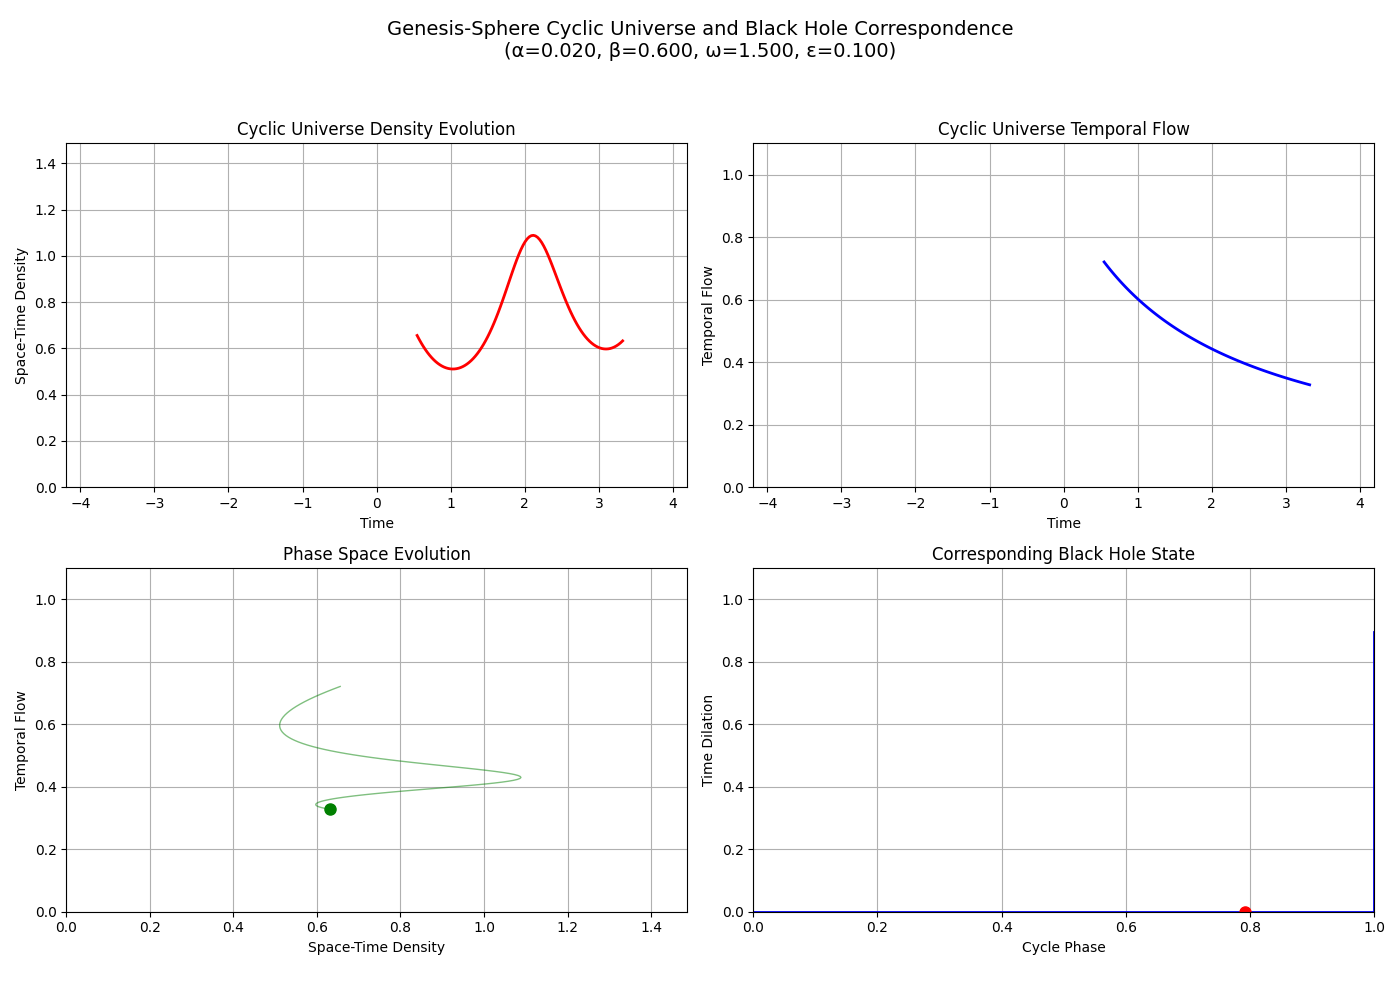 Genesis-Sphere Cyclic Universe and Black Hole Correspondence
(α=0.020, β=0.600, ω=1.500, ε=0.100)
Cyclic Universe Density Evolution
Space-Time Density
1.4
1.2
1.0
0.8
0.6
0.4
0.2
0.0
−4 −3 −2 −1 0 1 2 3 4
Time
Cyclic Universe Temporal Flow
Temporal Flow
1.0
0.8
0.6
0.4
0.2
0.0
−4 −3 −2 −1 0 1 2 3 4
Time
Phase Space Evolution
Temporal Flow
1.0
0.8
0.6
0.4
0.2
0.0
0.0 0.2 0.4 0.6 0.8 1.0 1.2 1.4
Space-Time Density
Corresponding Black Hole State
Time Dilation
1.0
0.8
0.6
0.4
0.2
0.0
0.0 0.2 0.4 0.6 0.8 1.0
Cycle Phase